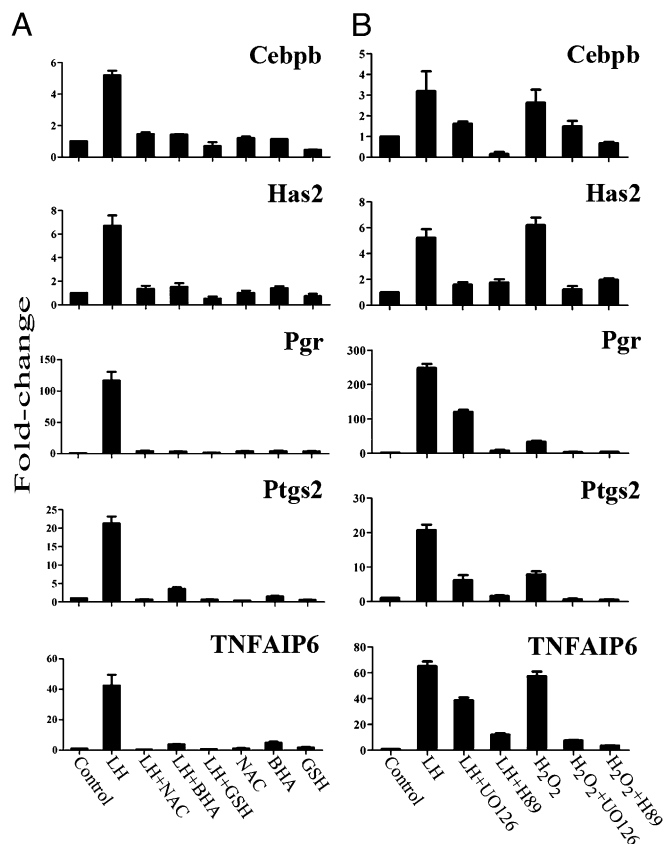 A
B
Fold-change
Cebpb
6
4
2
0
Has2
8
6
4
2
0
Pgr
150
100
50
0
Ptgs2
25
20
15
10
5
0
TNFAIP6
60
40
20
0
Control
LH
LH+NAC
LH+BHA
LH+GSH
NAC
BHA
GSH
Cebpb
5
4
3
2
1
0
Has2
8
6
4
2
0
Pgr
300
200
100
0
Ptgs2
30
20
10
0
TNFAIP6
80
60
40
20
0
Control
LH
LH+UO126
LH+H89
H₂O₂
H₂O₂+UO126
H₂O₂+H89